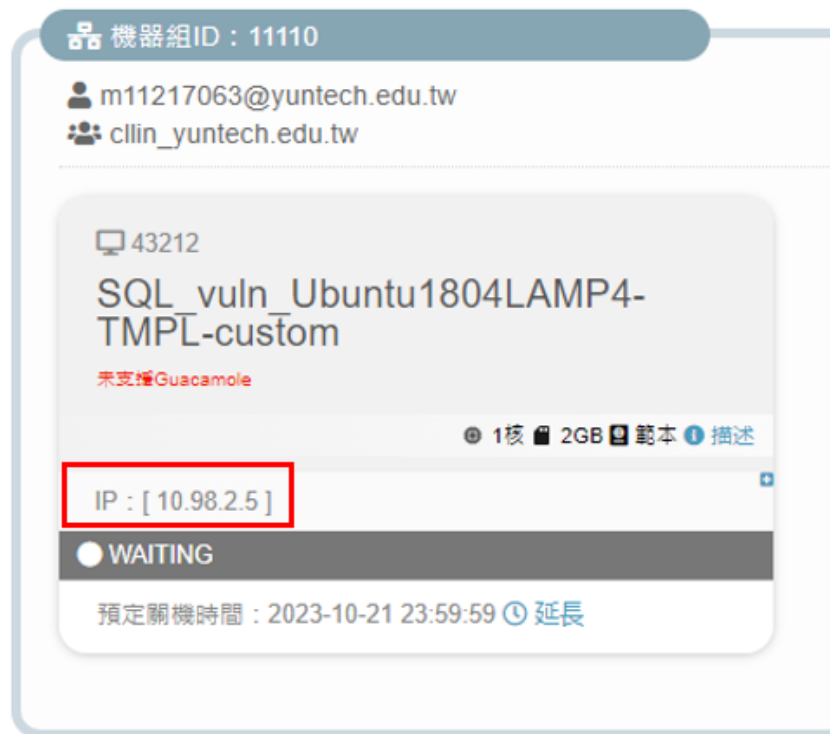 機器組ID：11110
m11217063@yuntech.edu.tw
cllin_yuntech.edu.tw
43212
SQL_vuln_Ubuntu1804LAMP4-
TMPL-custom
未支援Guacamole
1核 2GB 範本 描述
IP：[ 10.98.2.5 ]
WAITING
預定關機時間：2023-10-21 23:59:59 延長